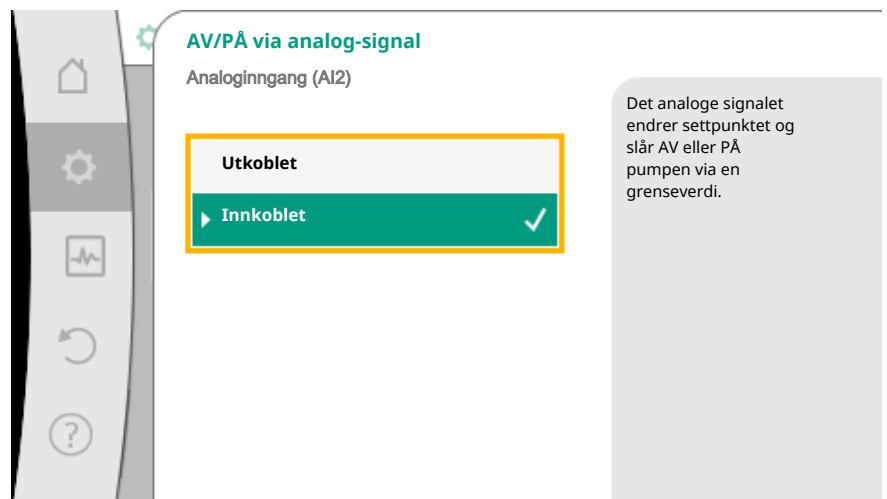 AV/PÅ via analog-signal
Analoginngang (AI2)
Utkoblet
Innkoblet
Det analoge signalet
endrer settpunktet og
slår AV eller PÅ
pumpen via en
grenseverdi.
?